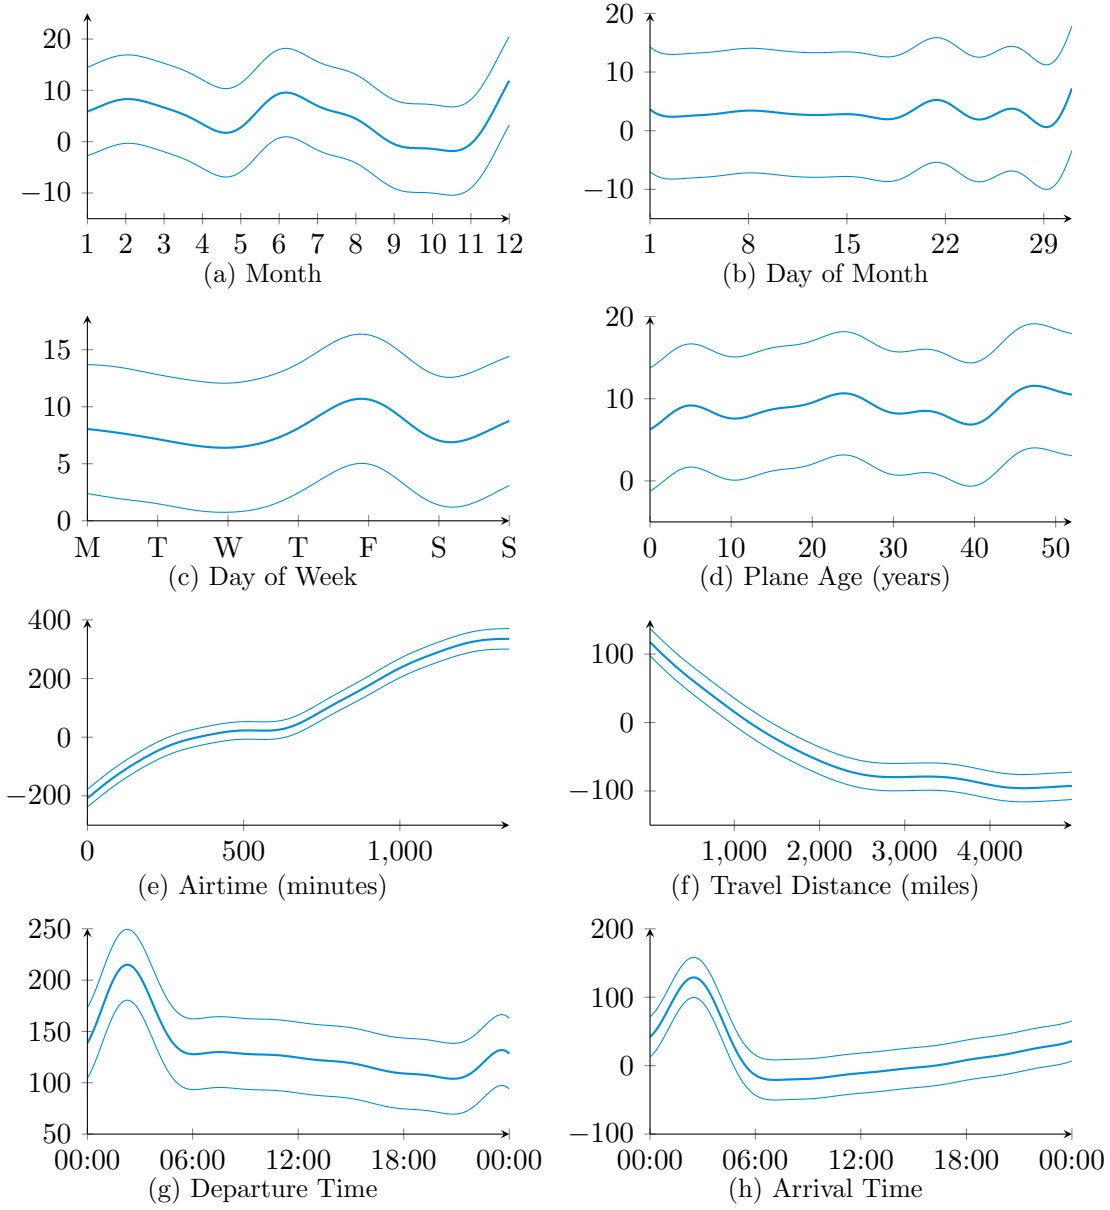 20
10
0
−10
1 2 3 4 5 6 7 8 9 10 11 12
(a) Month
20
10
0
−10
1 8 15 22 29
(b) Day of Month
15
10
5
0
M T W T F S S
(c) Day of Week
20
10
0
0 10 20 30 40 50
(d) Plane Age (years)
400
200
0
−200
0 500 1,000
(e) Airtime (minutes)
100
0
−100
1,000 2,000 3,000 4,000
(f) Travel Distance (miles)
250
200
150
100
50
00:00 06:00 12:00 18:00 00:00
(g) Departure Time
200
100
0
−100
00:00 06:00 12:00 18:00 00:00
(h) Arrival Time